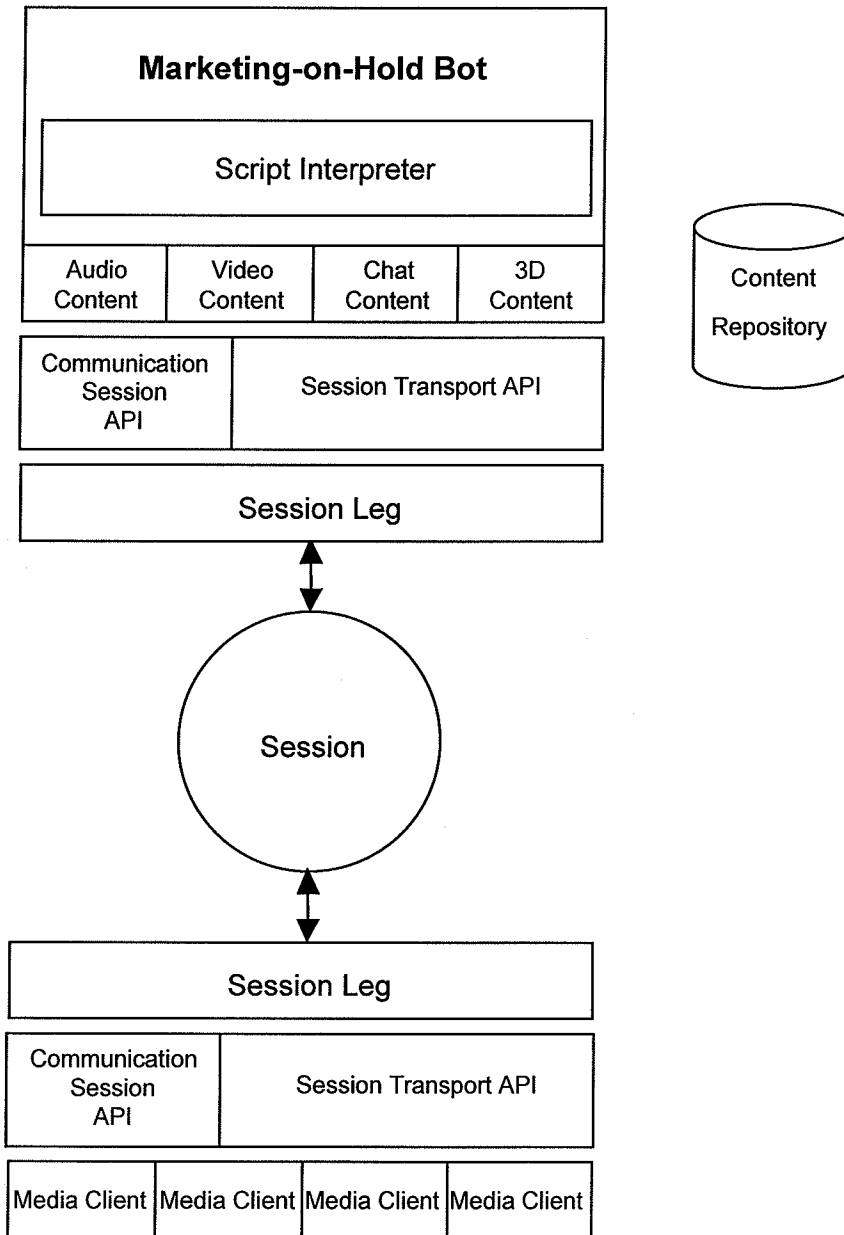 Marketing-on-Hold Bot
Script Interpreter
Audio
Content
Video
Content
Chat
Content
3D
Content
Content
Repository
Communication
Session
API
Session Transport API
Session Leg
Session
Session Leg
Communication
Session
API
Session Transport API
Media Client
Media Client
Media Client
Media Client